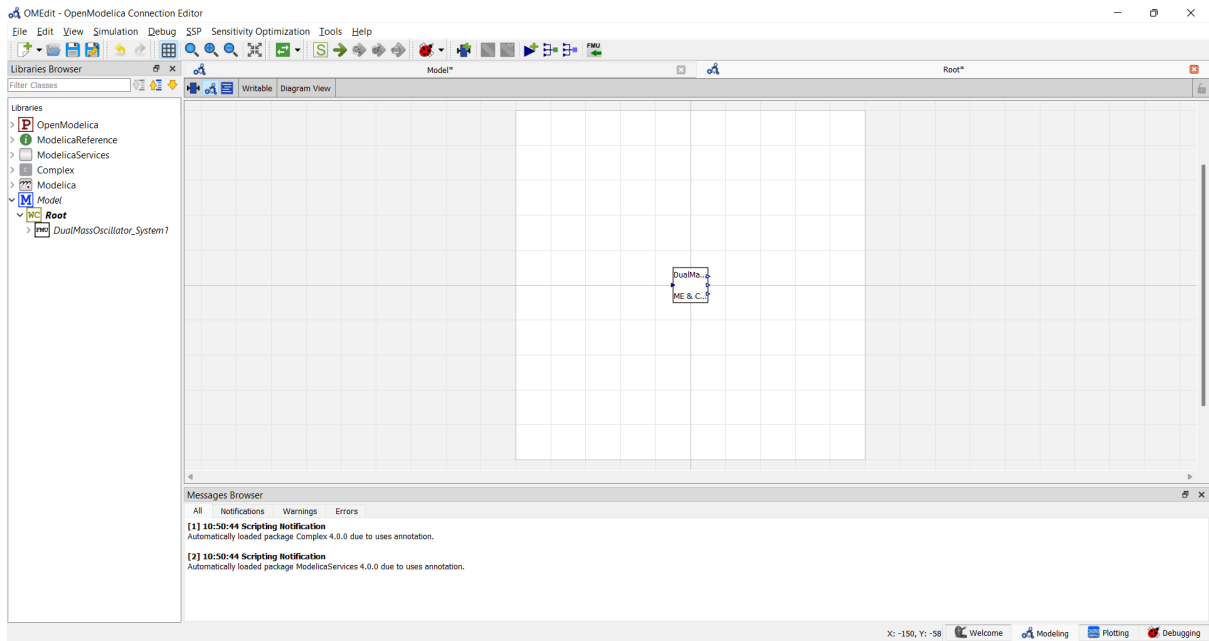 OMEdit - OpenModelica Connection Editor
File Edit View Simulation Debug SSP Sensitivity Optimization Tools Help
S
FMU
Libraries Browser
Model*
Root*
Filter Classes
Writable
Diagram View
Libraries
P OpenModelica
i ModelicaReference
ModelicaServices
C Complex
Modelica
M Model
WC Root
FMU DualMassOscillator_System1
DualMa...
ME & C...
Messages Browser
All Notifications Warnings Errors
[1] 10:50:44 Scripting Notification
Automatically loaded package Complex 4.0.0 due to uses annotation.
[2] 10:50:44 Scripting Notification
Automatically loaded package ModelicaServices 4.0.0 due to uses annotation.
X: -150, Y: -58 Welcome Modeling Plotting Debugging